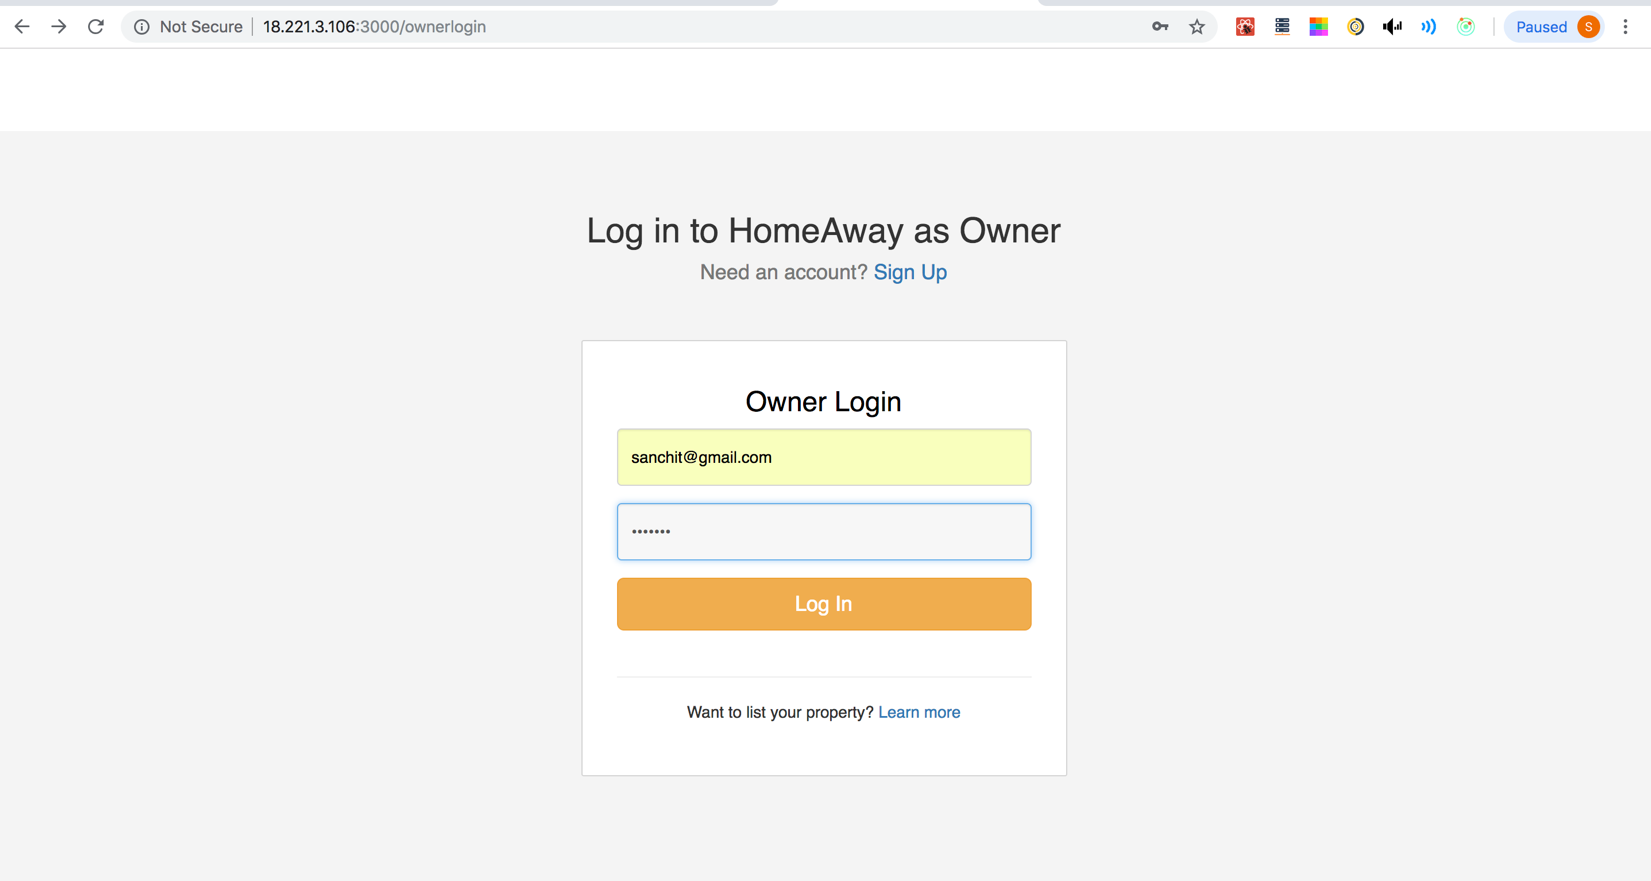 Not Secure | 18.221.3.106:3000/ownerlogin
Paused S
Log in to HomeAway as Owner
Need an account? Sign Up
Owner Login
sanchit@gmail.com
•••••••
Log In
Want to list your property? Learn more